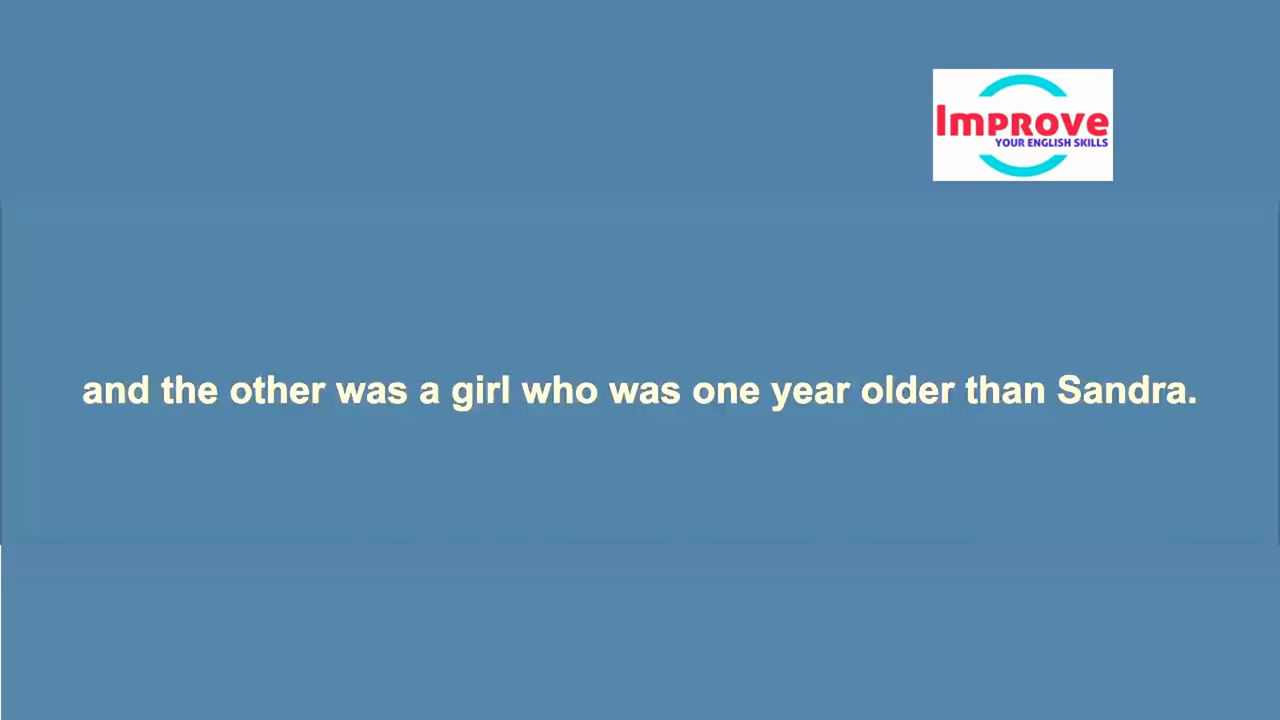 Improve
YOUR ENGLISH SKILLS
and the other was a girl who was one year older than Sandra.